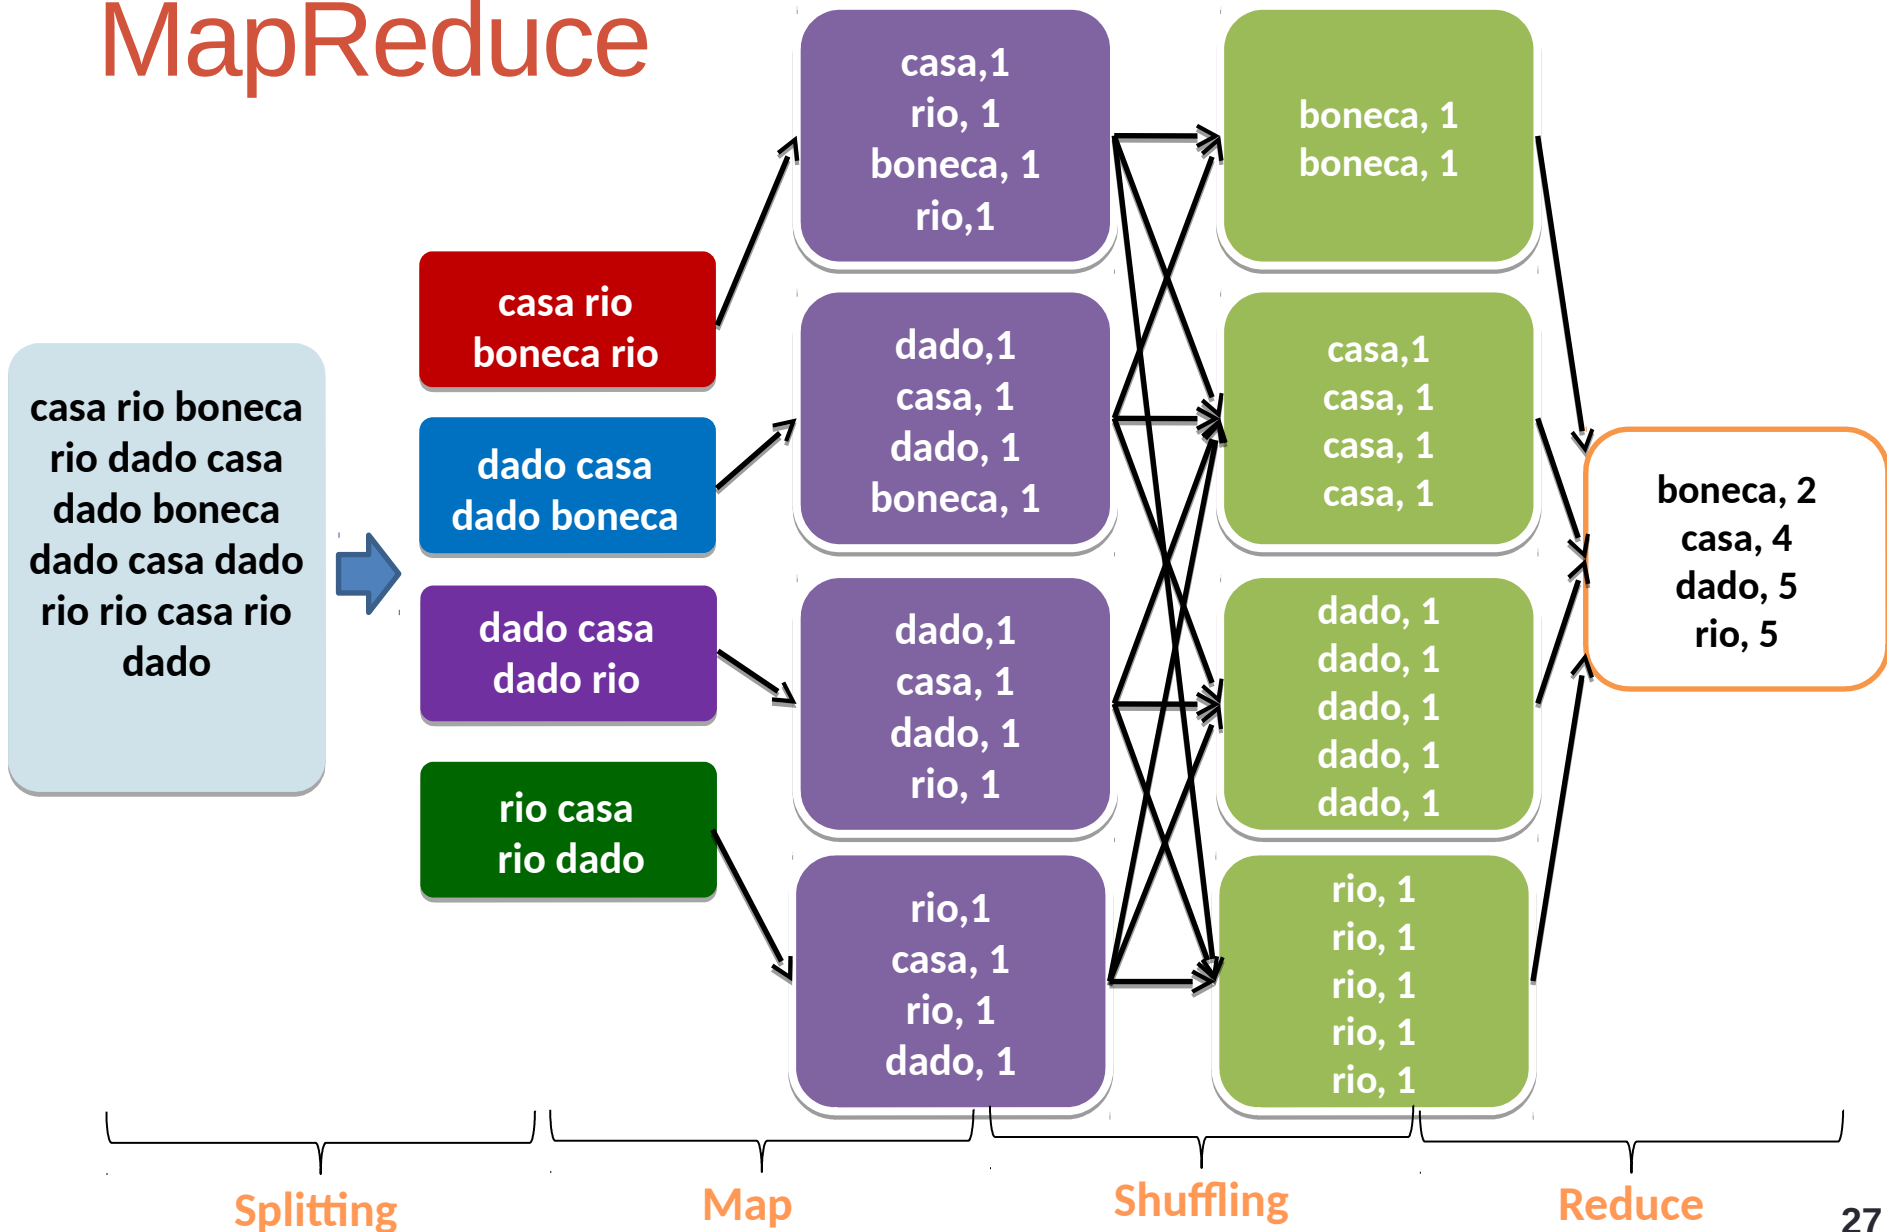 MapReduce
casa rio boneca
rio dado casa
dado boneca
dado casa dado
rio rio casa rio
dado
casa rio
boneca rio
dado casa
dado boneca
dado casa
dado rio
rio casa
rio dado
casa,1
rio, 1
boneca, 1
rio,1
dado,1
casa, 1
dado, 1
boneca, 1
dado,1
casa, 1
dado, 1
rio, 1
rio,1
casa, 1
rio, 1
dado, 1
boneca, 1
boneca, 1
casa,1
casa, 1
casa, 1
casa, 1
dado, 1
dado, 1
dado, 1
dado, 1
dado, 1
rio, 1
rio, 1
rio, 1
rio, 1
rio, 1
boneca, 2
casa, 4
dado, 5
rio, 5
Splitting
Map
Shuffling
Reduce
27